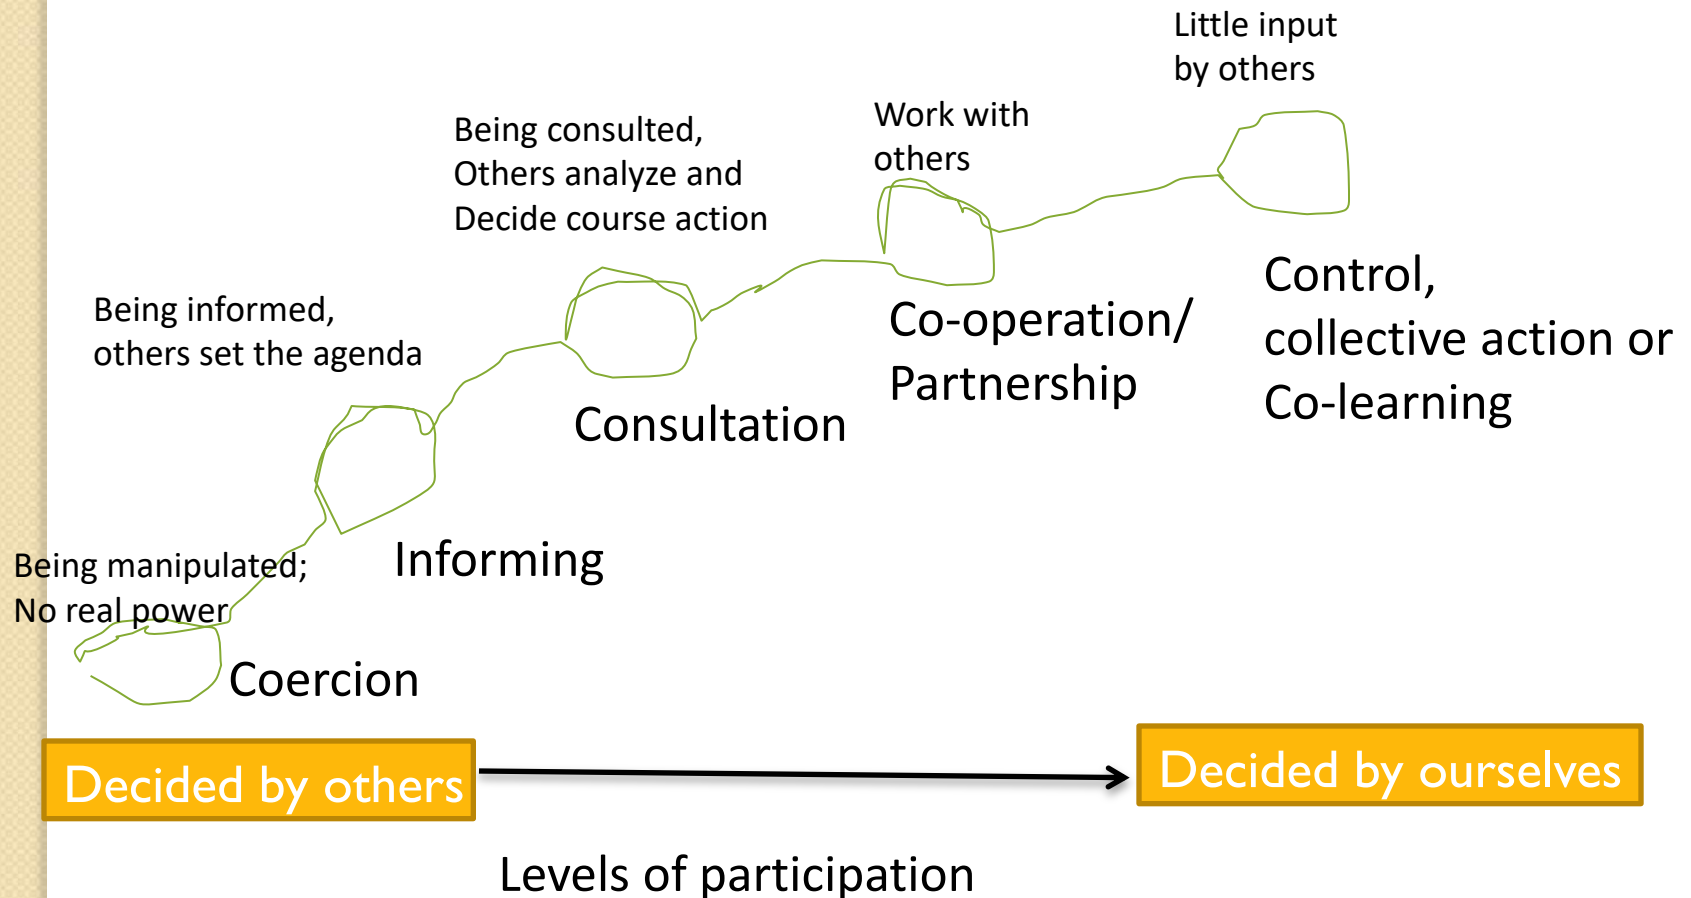 Little input
by others
Work with
others
Being consulted,
Others analyze and
Decide course action
Being informed,
others set the agenda
Being manipulated;
No real power
Control,
collective action or
Co-learning
Co-operation/
Partnership
Consultation
Informing
Coercion
Decided by others
Decided by ourselves
Levels of participation